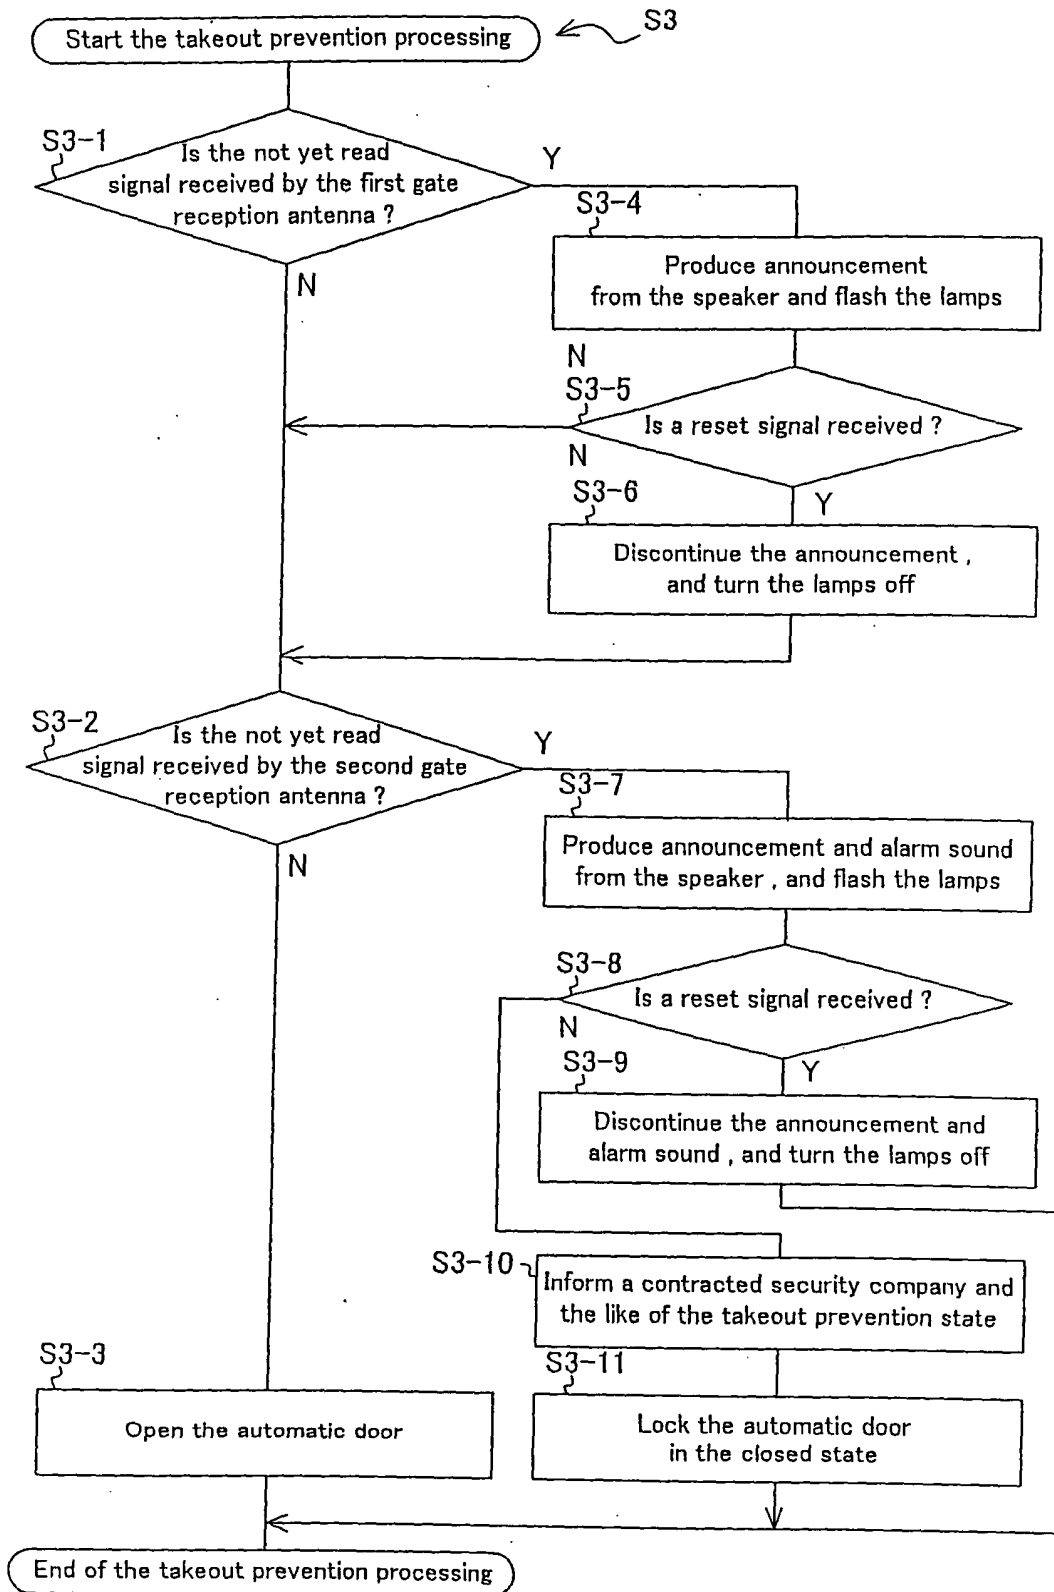 Start the takeout prevention processing
S3
S3-1
Is the not yet read
signal received by the first gate
reception antenna ?
Y
N
S3-4
Produce announcement
from the speaker and flash the lamps
N
S3-5
Is a reset signal received ?
N
S3-6
Y
Discontinue the announcement ,
and turn the lamps off
S3-2
Is the not yet read
signal received by the second gate
reception antenna ?
Y
N
S3-7
Produce announcement and alarm sound
from the speaker , and flash the lamps
S3-8
Is a reset signal received ?
N
S3-9
Y
Discontinue the announcement and
alarm sound , and turn the lamps off
S3-10
Inform a contracted security company and
the like of the takeout prevention state
S3-3
Open the automatic door
S3-11
Lock the automatic door
in the closed state
End of the takeout prevention processing